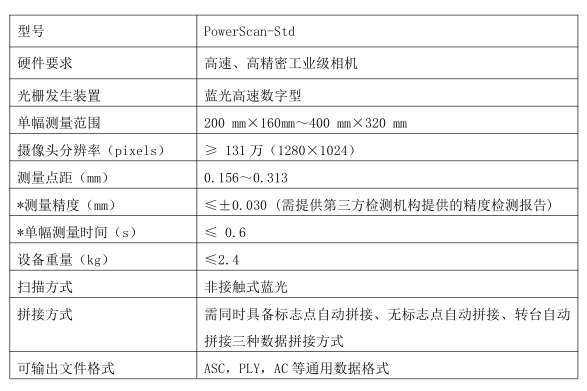 型号 PowerScan-Std
硬件要求 高速、高精密工业级相机
光栅发生装置 蓝光高速数字型
单幅测量范围 200 mm×160mm～400 mm×320 mm
摄像头分辨率（pixels） ≥ 131万（1280×1024）
测量点距（mm） 0.156～0.313
*测量精度（mm） ≤±0.030 (需提供第三方检测机构提供的精度检测报告)
*单幅测量时间（s） ≤ 0.6
设备重量（kg） ≤2.4
扫描方式 非接触式蓝光
拼接方式 需同时具备标志点自动拼接、无标志点自动拼接、转台自动
拼接三种数据拼接方式
可输出文件格式 ASC，PLY，AC 等通用数据格式